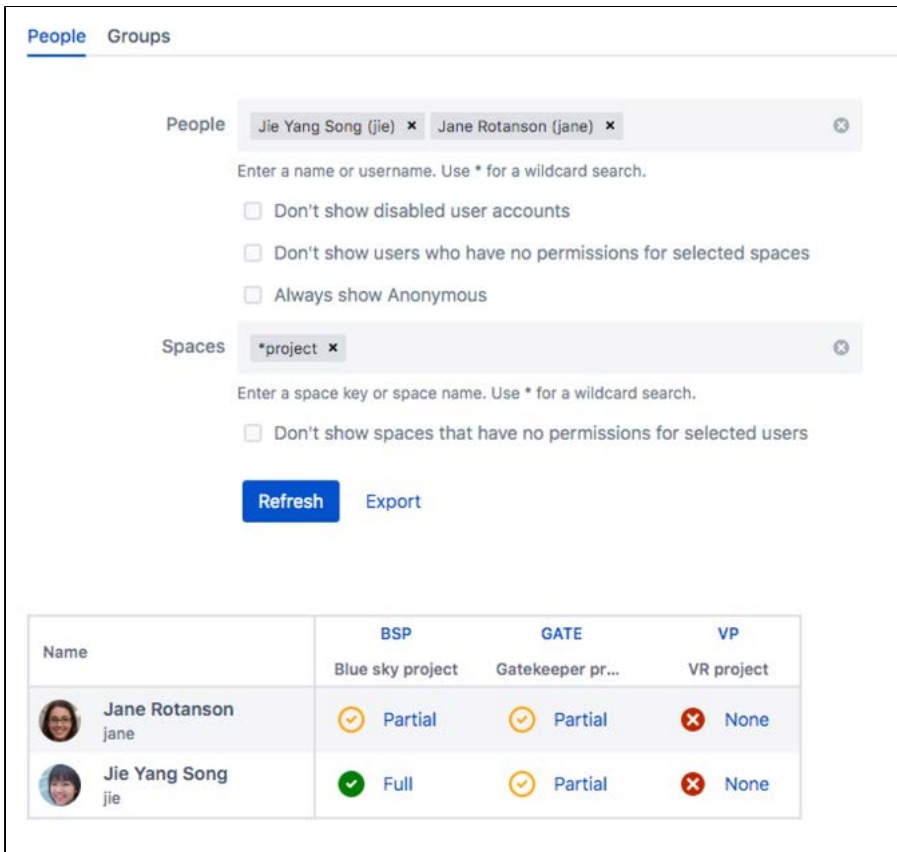 People Groups
People Jie Yang Song (jie) × Jane Rotanson (jane) ×
Enter a name or username. Use * for a wildcard search.
Don't show disabled user accounts
Don't show users who have no permissions for selected spaces
Always show Anonymous
Spaces *project ×
Enter a space key or space name. Use * for a wildcard search.
Don't show spaces that have no permissions for selected users
Refresh Export
Name
BSP GATE VP
Blue sky project Gatekeeper pr... VR project
Jane Rotanson
jane
Partial Partial None
Jie Yang Song
jie
Full Partial None